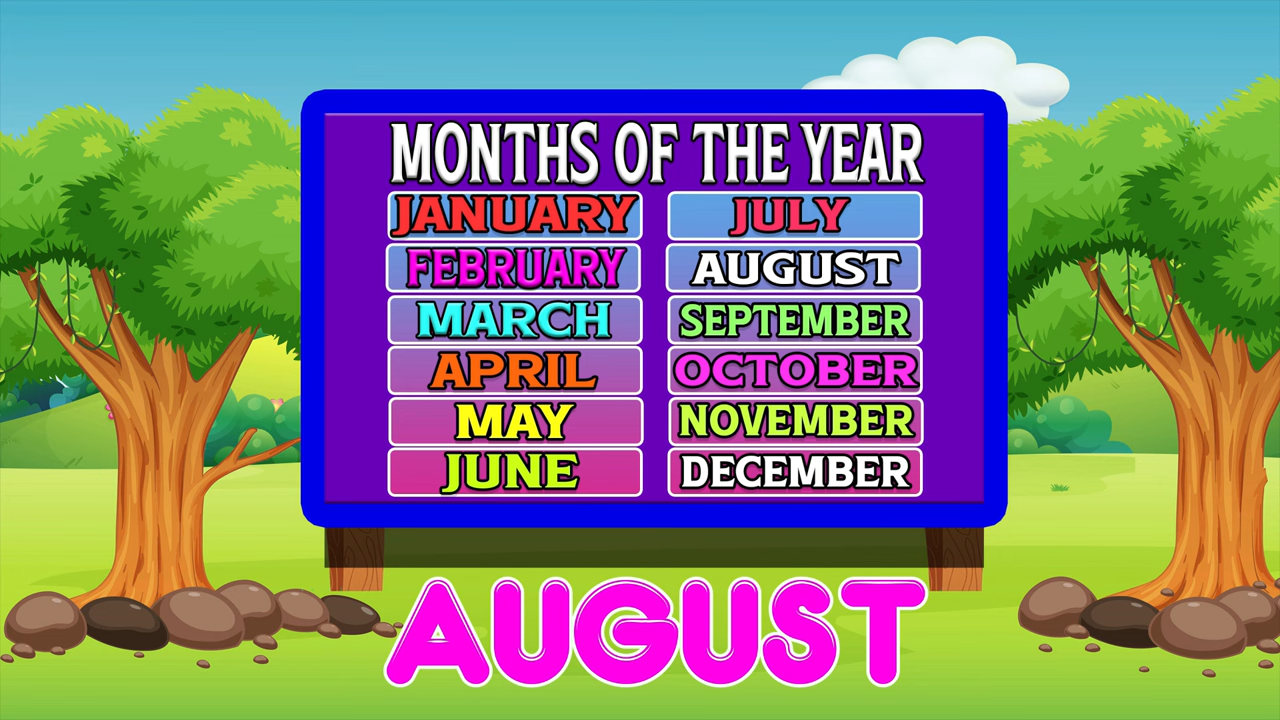 MONTHS OF THE YEAR
JANUARY
FEBRUARY
MARCH
APRIL
MAY
JUNE
JULY
AUGUST
SEPTEMBER
OCTOBER
NOVEMBER
DECEMBER
AUGUST